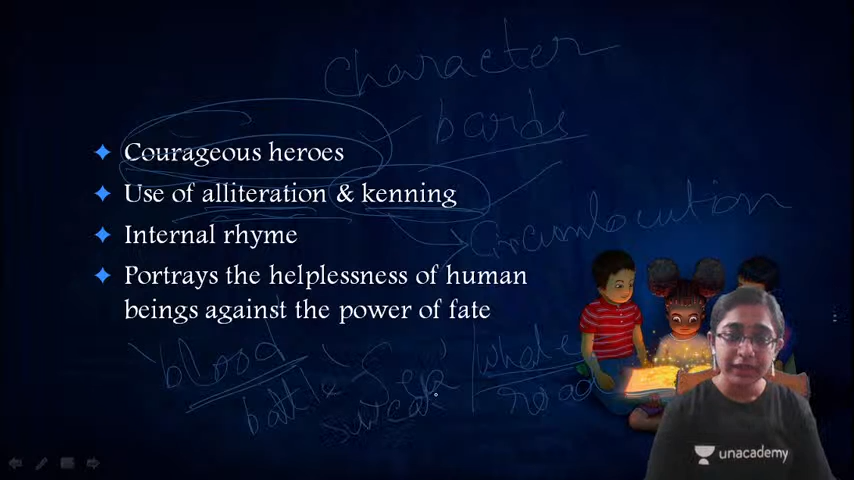 Character
bards
Courageous heroes
Use of alliteration & kenning
Circumlocution
Internal rhyme
Portrays the helplessness of human
beings against the power of fate
blood
battle
sea
sweat
whale
road
unacademy